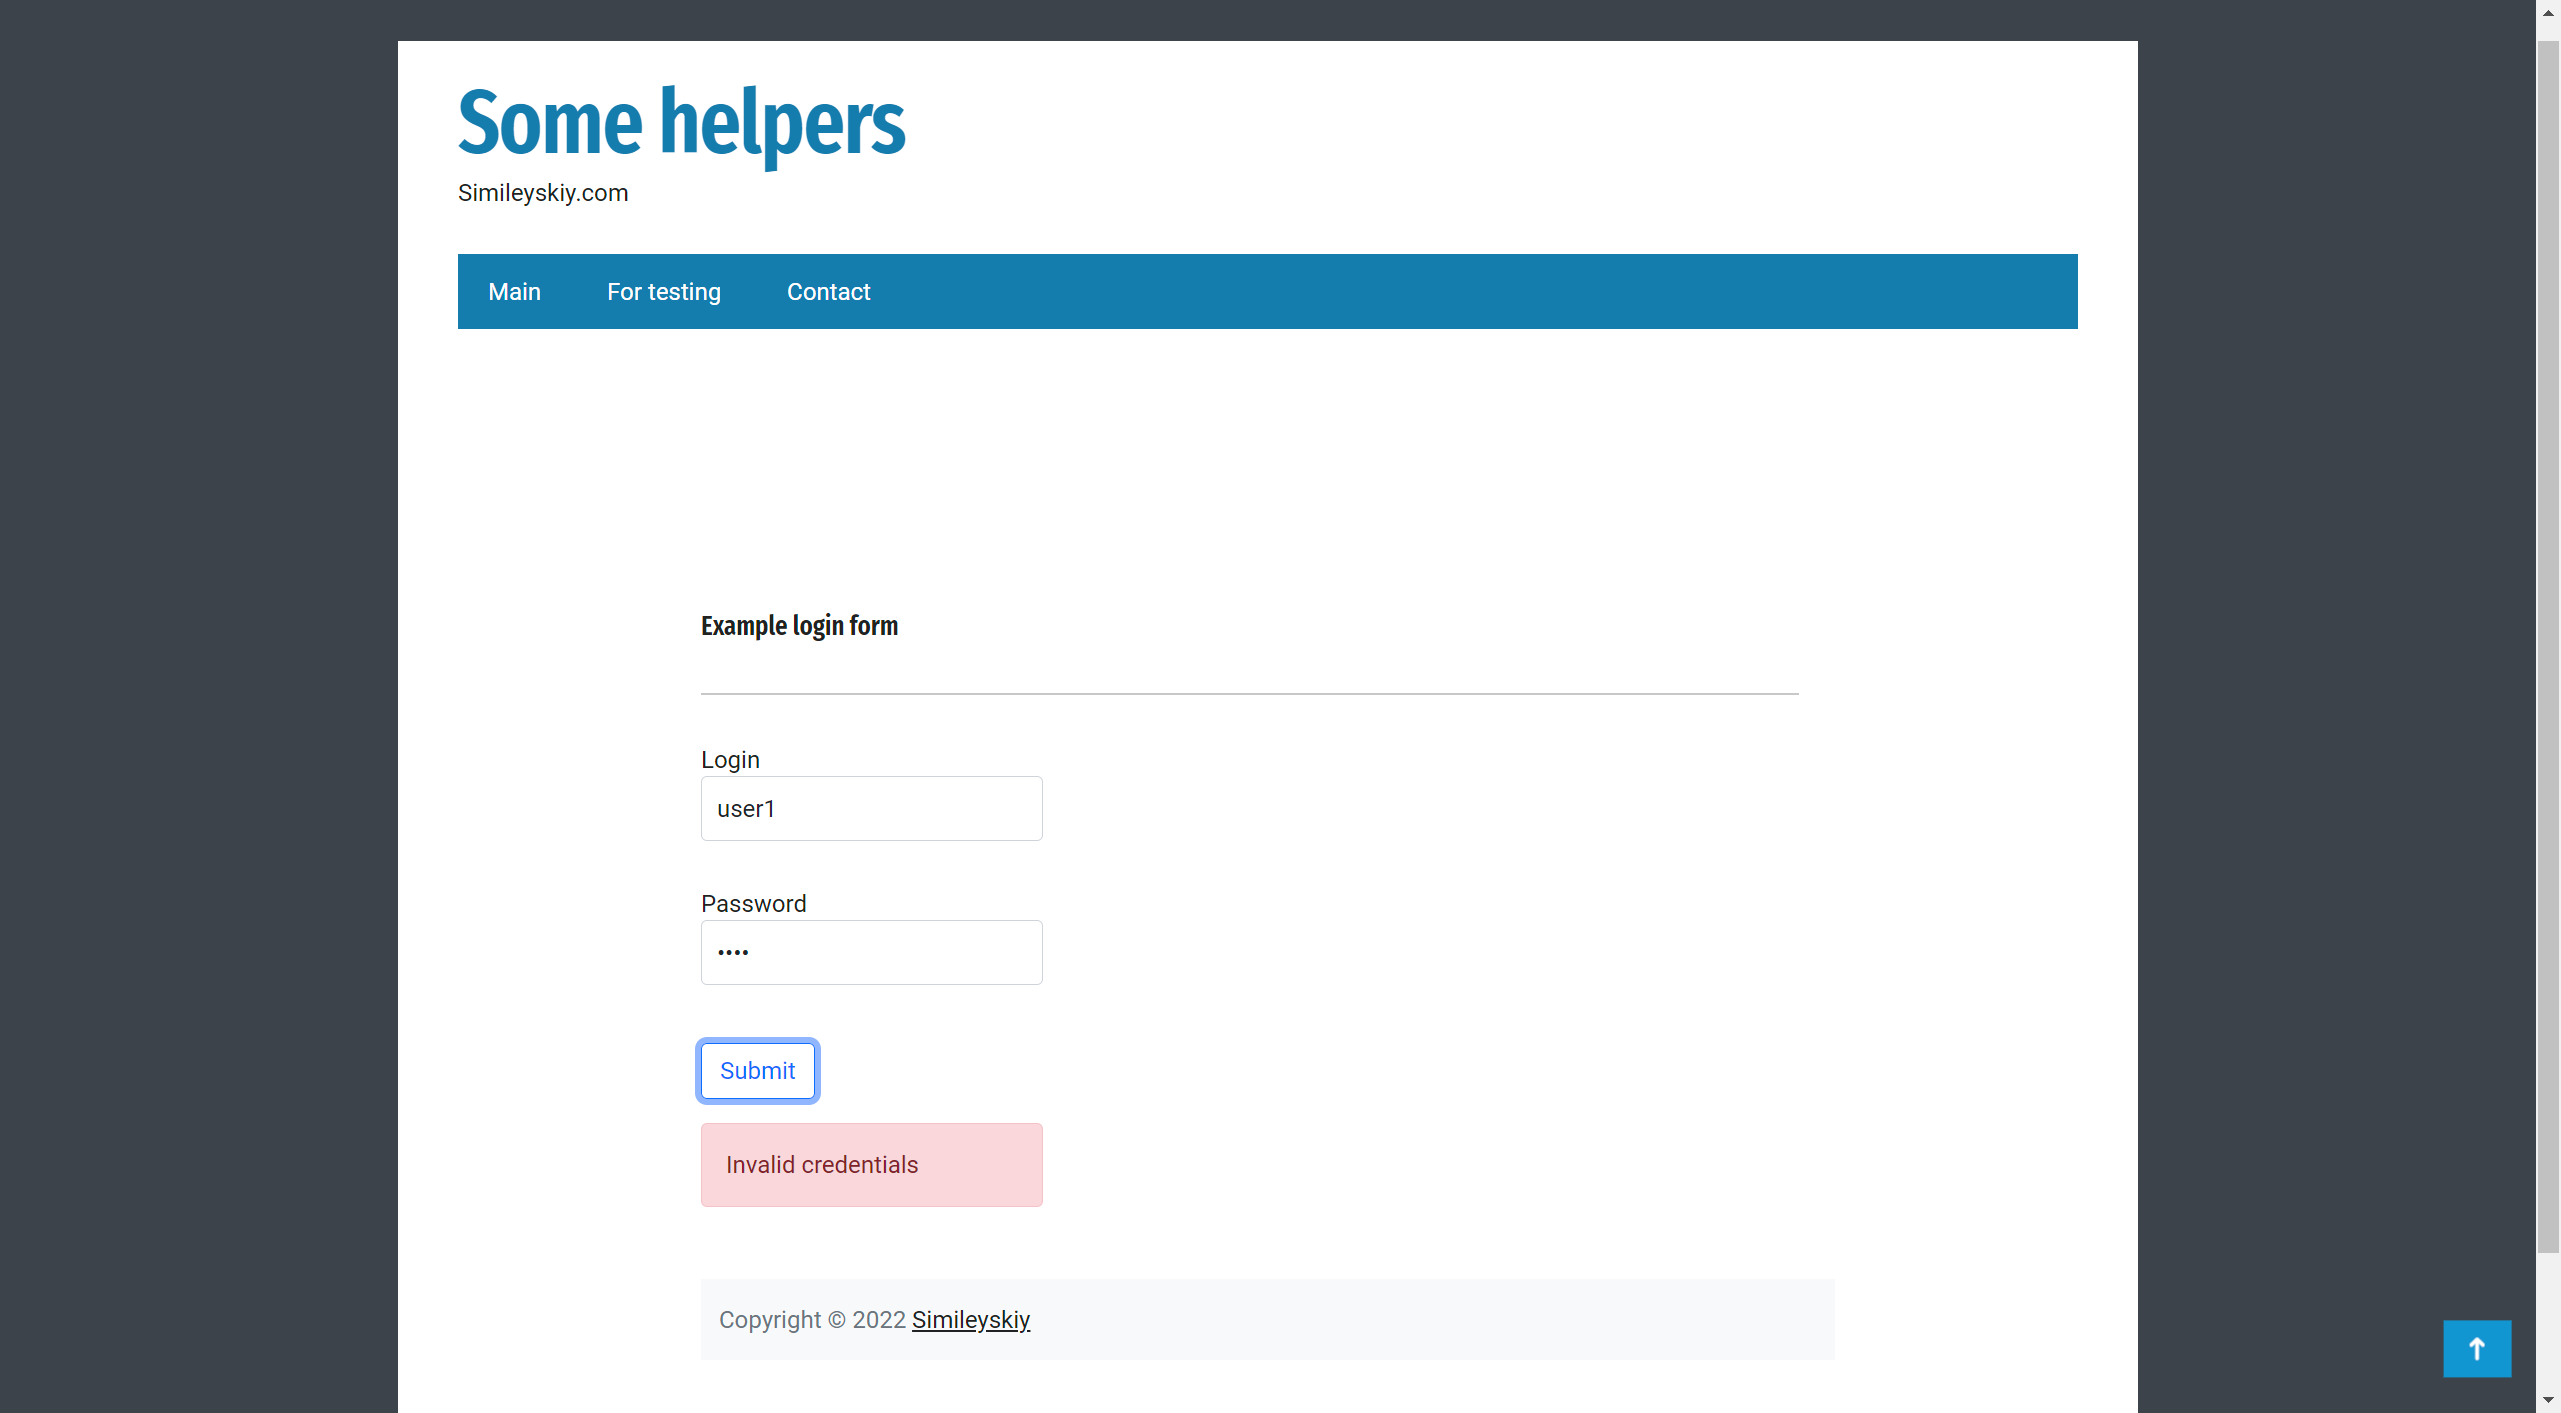 Some helpers
Simileyskiy.com
Main For testing Contact
Example login form
Login
user1
Password
••••
Submit
Invalid credentials
Copyright © 2022 Simileyskiy